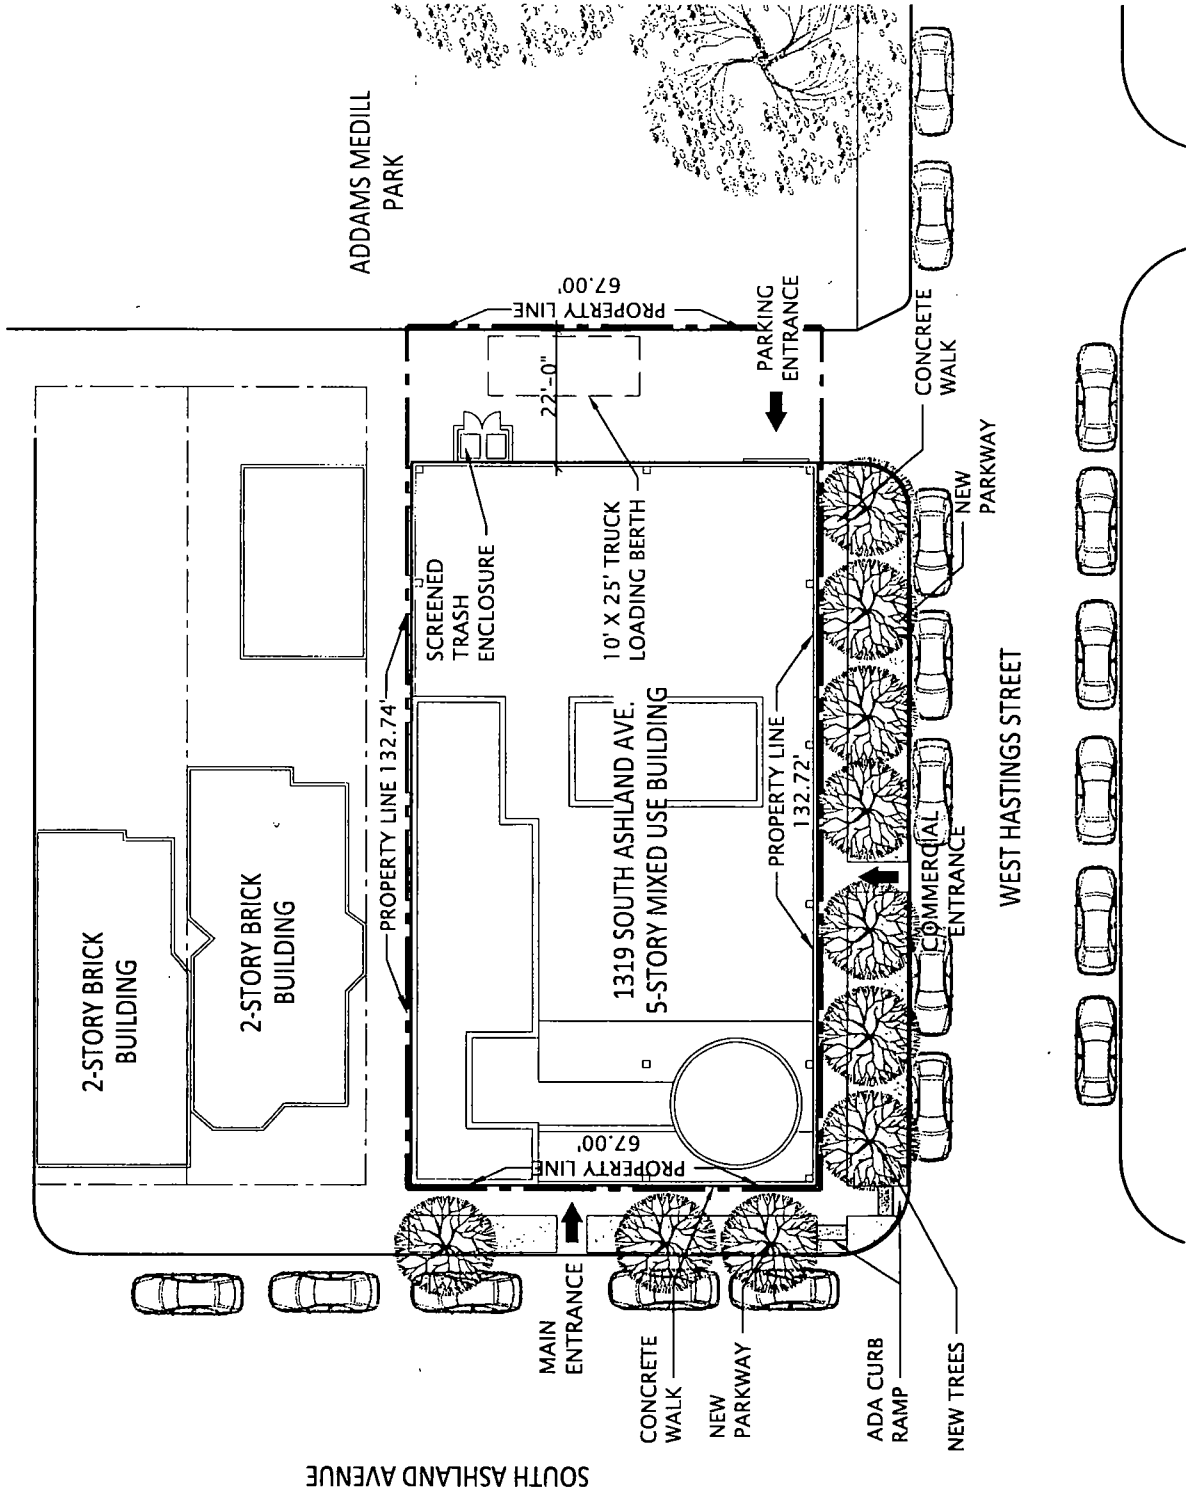 ADDAMS MEDILL
PARK
PROPERTY LINE
67.00'
PARKING
ENTRANCE
CONCRETE
WALK
NEW
PARKWAY
22'-0"
SCREENED
TRASH
ENCLOSURE
10' X 25' TRUCK
LOADING BERTH
PROPERTY LINE 132.74'
1319 SOUTH ASHLAND AVE.
5-STORY MIXED USE BUILDING
PROPERTY LINE
132.72'
2-STORY BRICK
BUILDING
2-STORY BRICK
BUILDING
COMMERCIAL
ENTRANCE
WEST HASTINGS STREET
PROPERTY LINE
67.00'
MAIN
ENTRANCE
CONCRETE
WALK
NEW
PARKWAY
ADA CURB
RAMP
NEW TREES
SOUTH ASHLAND AVENUE